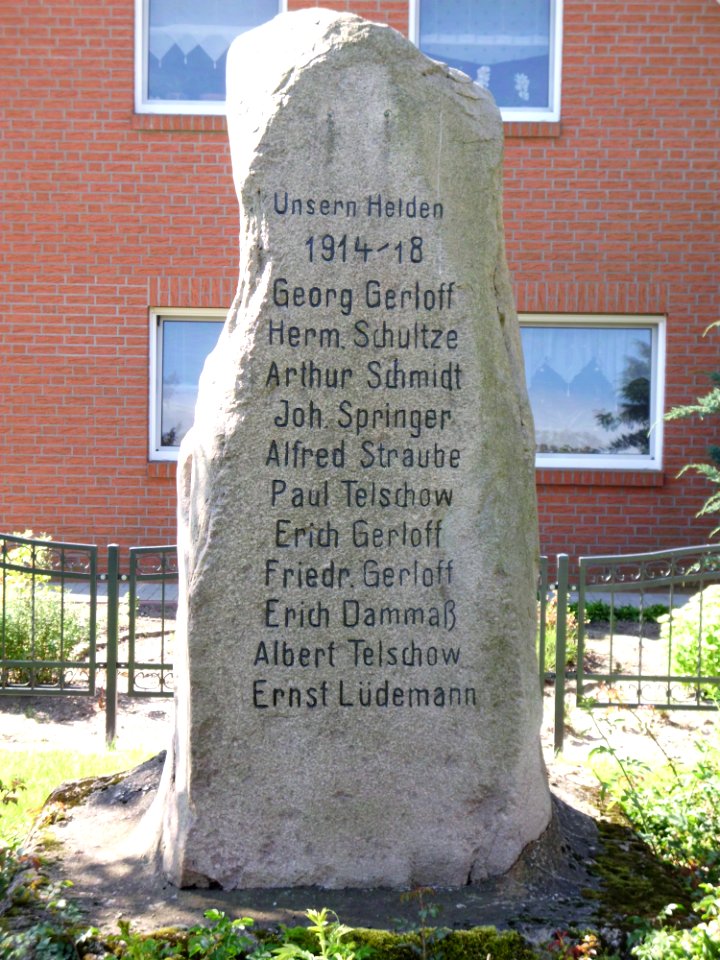 Unsern Helden
1914-18
Georg Gerloff
Herm. Schultze
Arthur Schmidt
Joh. Springer
Alfred Straube
Paul Telschow
Erich Gerloff
Friedr. Gerloff
Erich Dammaß
Albert Telschow
Ernst Lüdemann